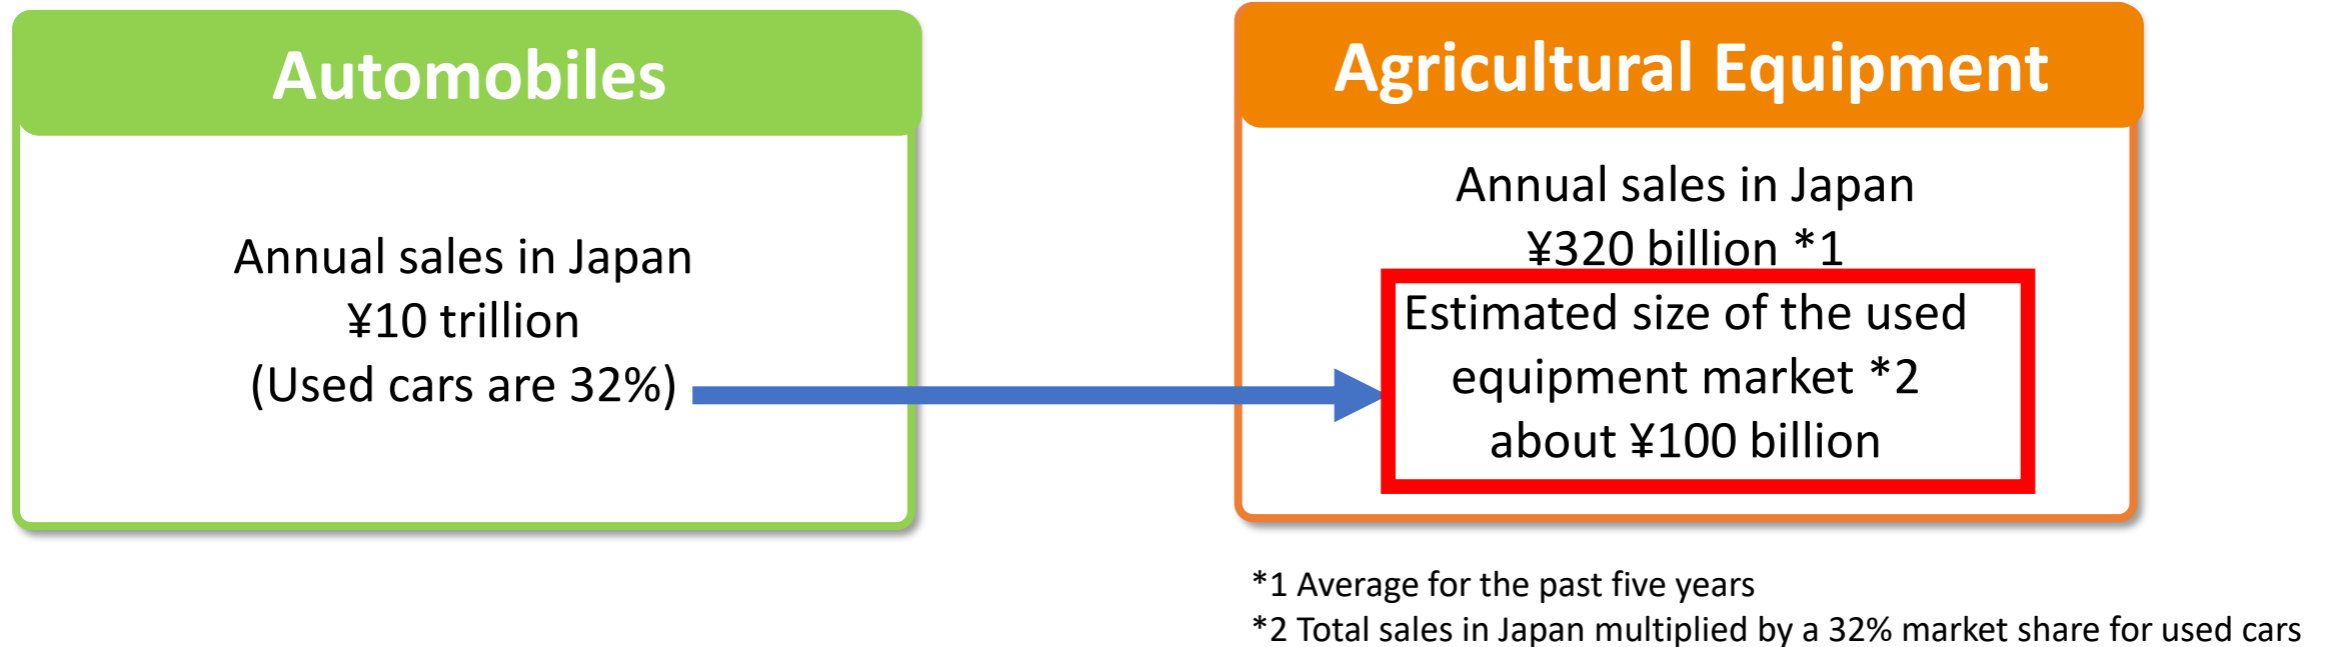 Automobiles
Annual sales in Japan
¥10 trillion
(Used cars are 32%)
Agricultural Equipment
Annual sales in Japan
¥320 billion *1
Estimated size of the used
equipment market *2
about ¥100 billion
*1 Average for the past five years
*2 Total sales in Japan multiplied by a 32% market share for used cars